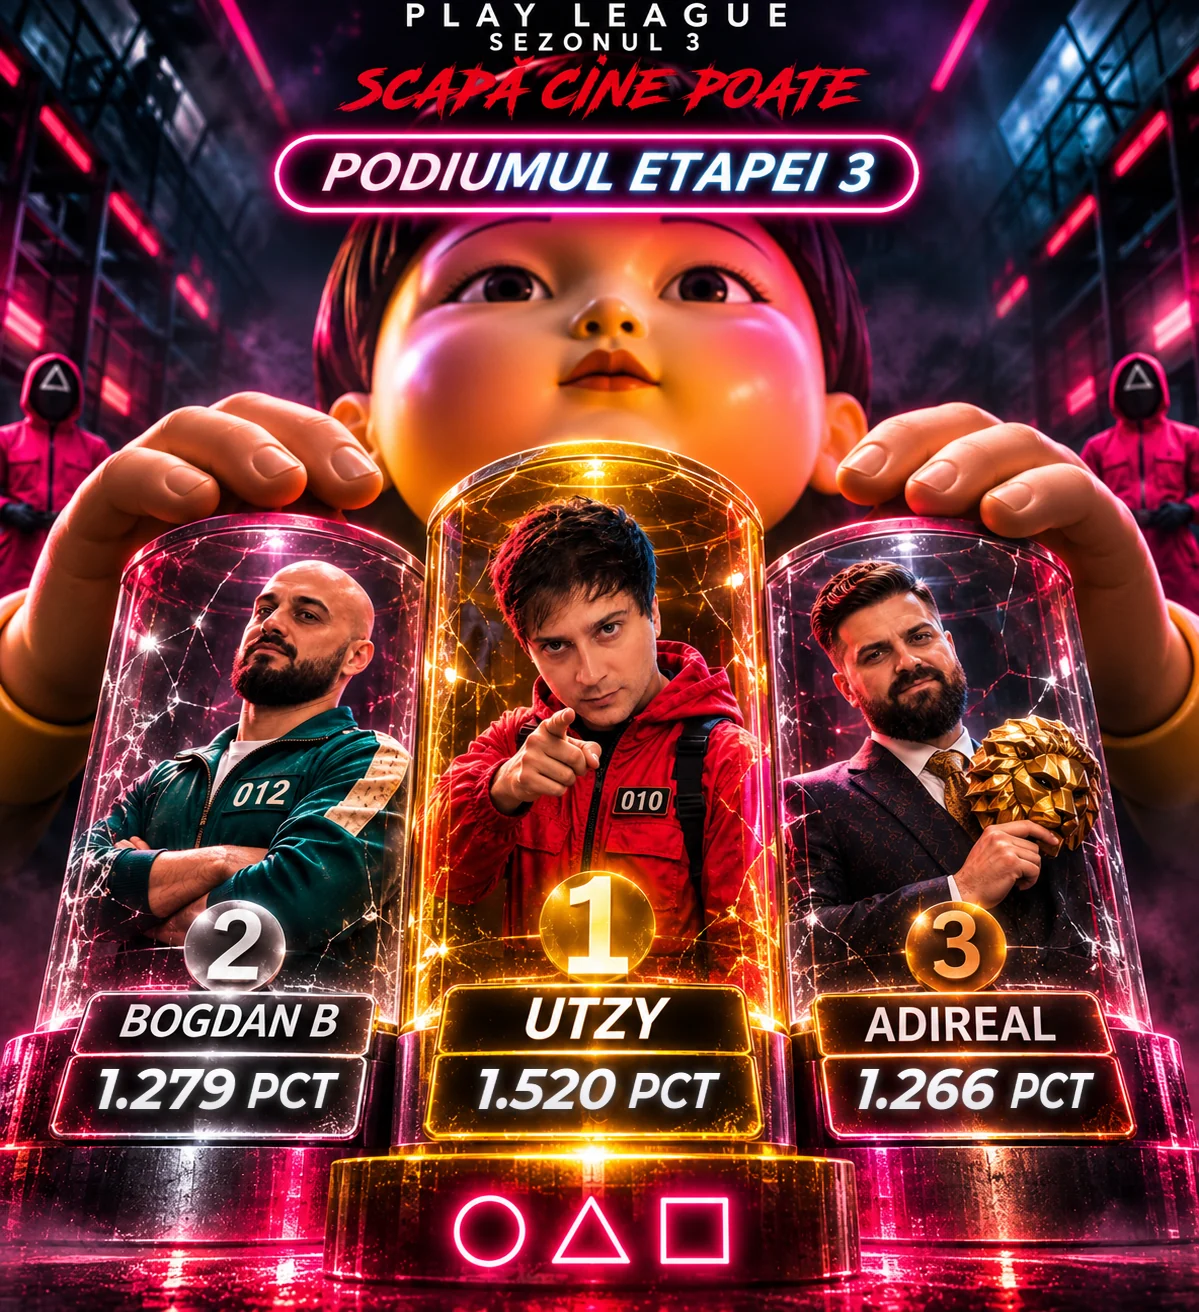 PLAY LEAGUE
SEZONUL 3
SCAPĂ CINE POATE
PODIUMUL ETAPEI 3
012
010
2
1
3
BOGDAN B
UTZY
ADIREAL
1.279 PCT
1.520 PCT
1.266 PCT